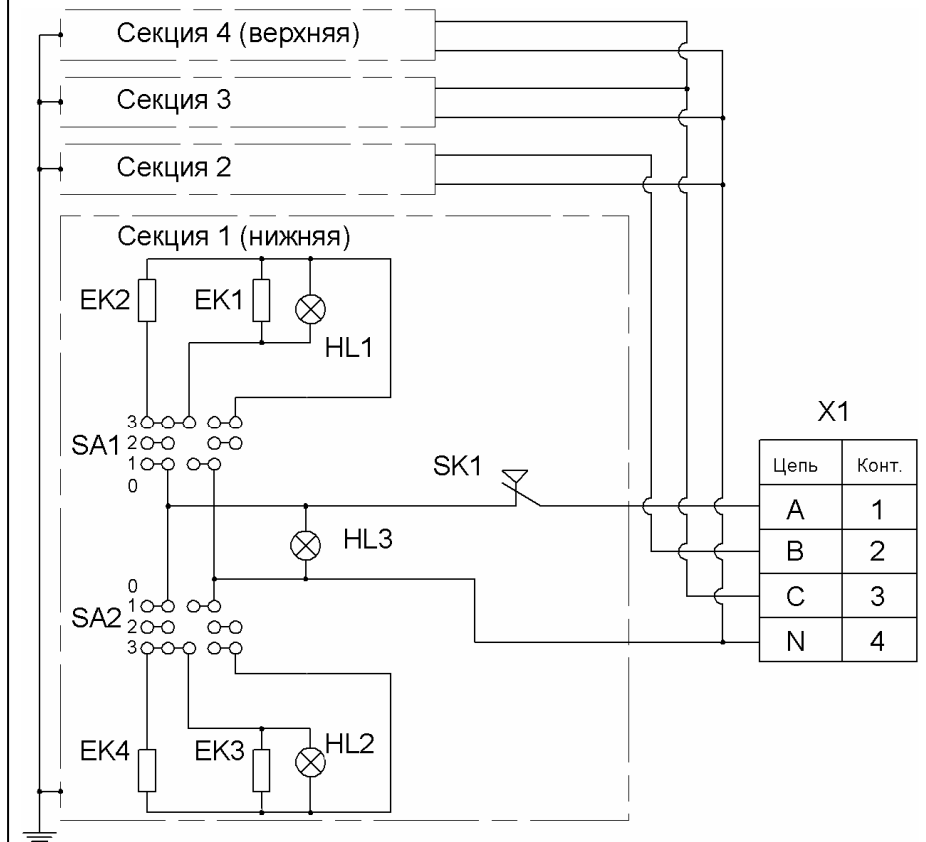 Секция 4 (верхняя)
Секция 3
Секция 2
Секция 1 (нижняя)
EK2
EK1
HL1
SA1
3
2
1
0
SK1
HL3
X1
Цепь Конт.
A 1
B 2
C 3
N 4
0
SA2
1
2
3
EK4
EK3
HL2